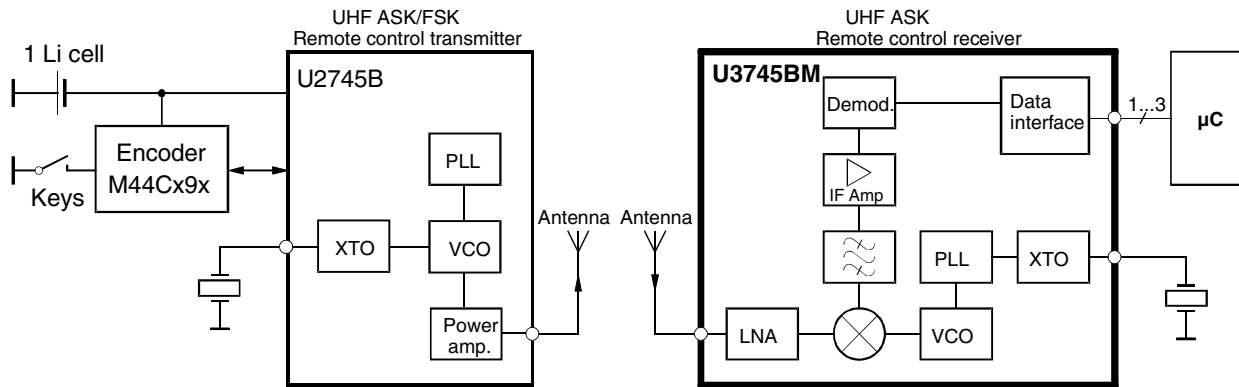 UHF ASK/FSK
Remote control transmitter
1 Li cell
U2745B
Encoder
M44Cx9x
Keys
PLL
XTO
VCO
Power
amp.
Antenna
Antenna
UHF ASK
Remote control receiver
U3745BM
Demod.
Data
interface
1...3
µC
IF Amp
PLL
XTO
LNA
VCO